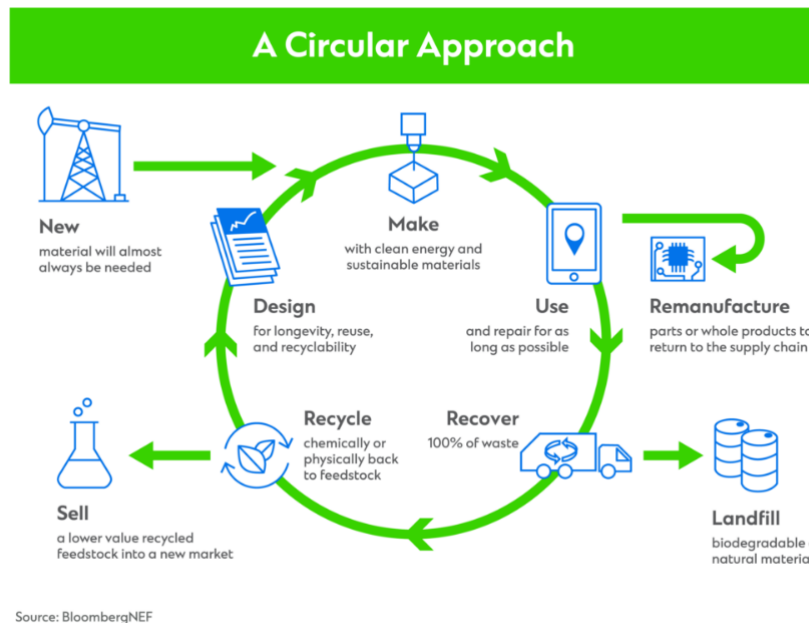 A Circular Approach
New
material will almost
always be needed
Make
with clean energy and
sustainable materials
Design
for longevity, reuse,
and recyclability
Use
and repair for as
long as possible
Remanufacture
parts or whole products to
return to the supply chain
Recycle
chemically or
physically back
to feedstock
Recover
100% of waste
Sell
a lower value recycled
feedstock into a new market
Landfill
biodegradable
natural
Source: BloombergNEF